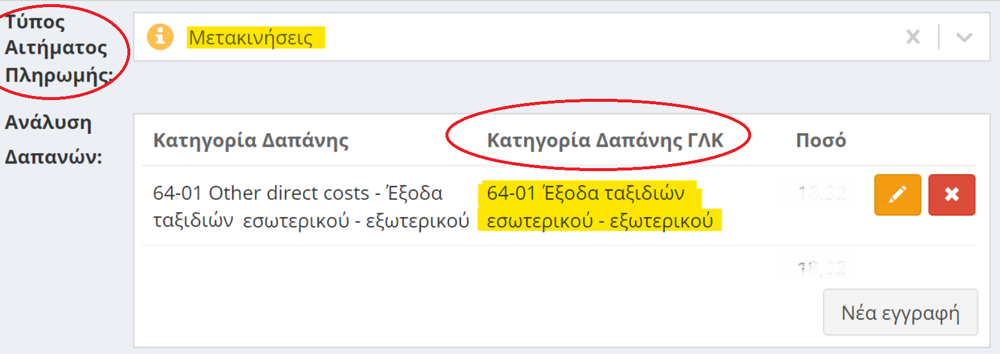 Τύπος
Αιτήματος
Πληρωμής:
Μετακινήσεις
Ανάλυση
Δαπανών:
Κατηγορία Δαπάνης Κατηγορία Δαπάνης ΓΛΚ Ποσό
64-01 Other direct costs - Έξοδα 64-01 Έξοδα ταξιδιών 18,32
ταξιδιών εσωτερικού - εξωτερικού εσωτερικού - εξωτερικού
18,32
Νέα εγγραφή